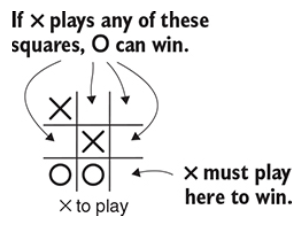 If × plays any of these
squares, O can win.
×
×
O O
× must play
here to win.
× to play